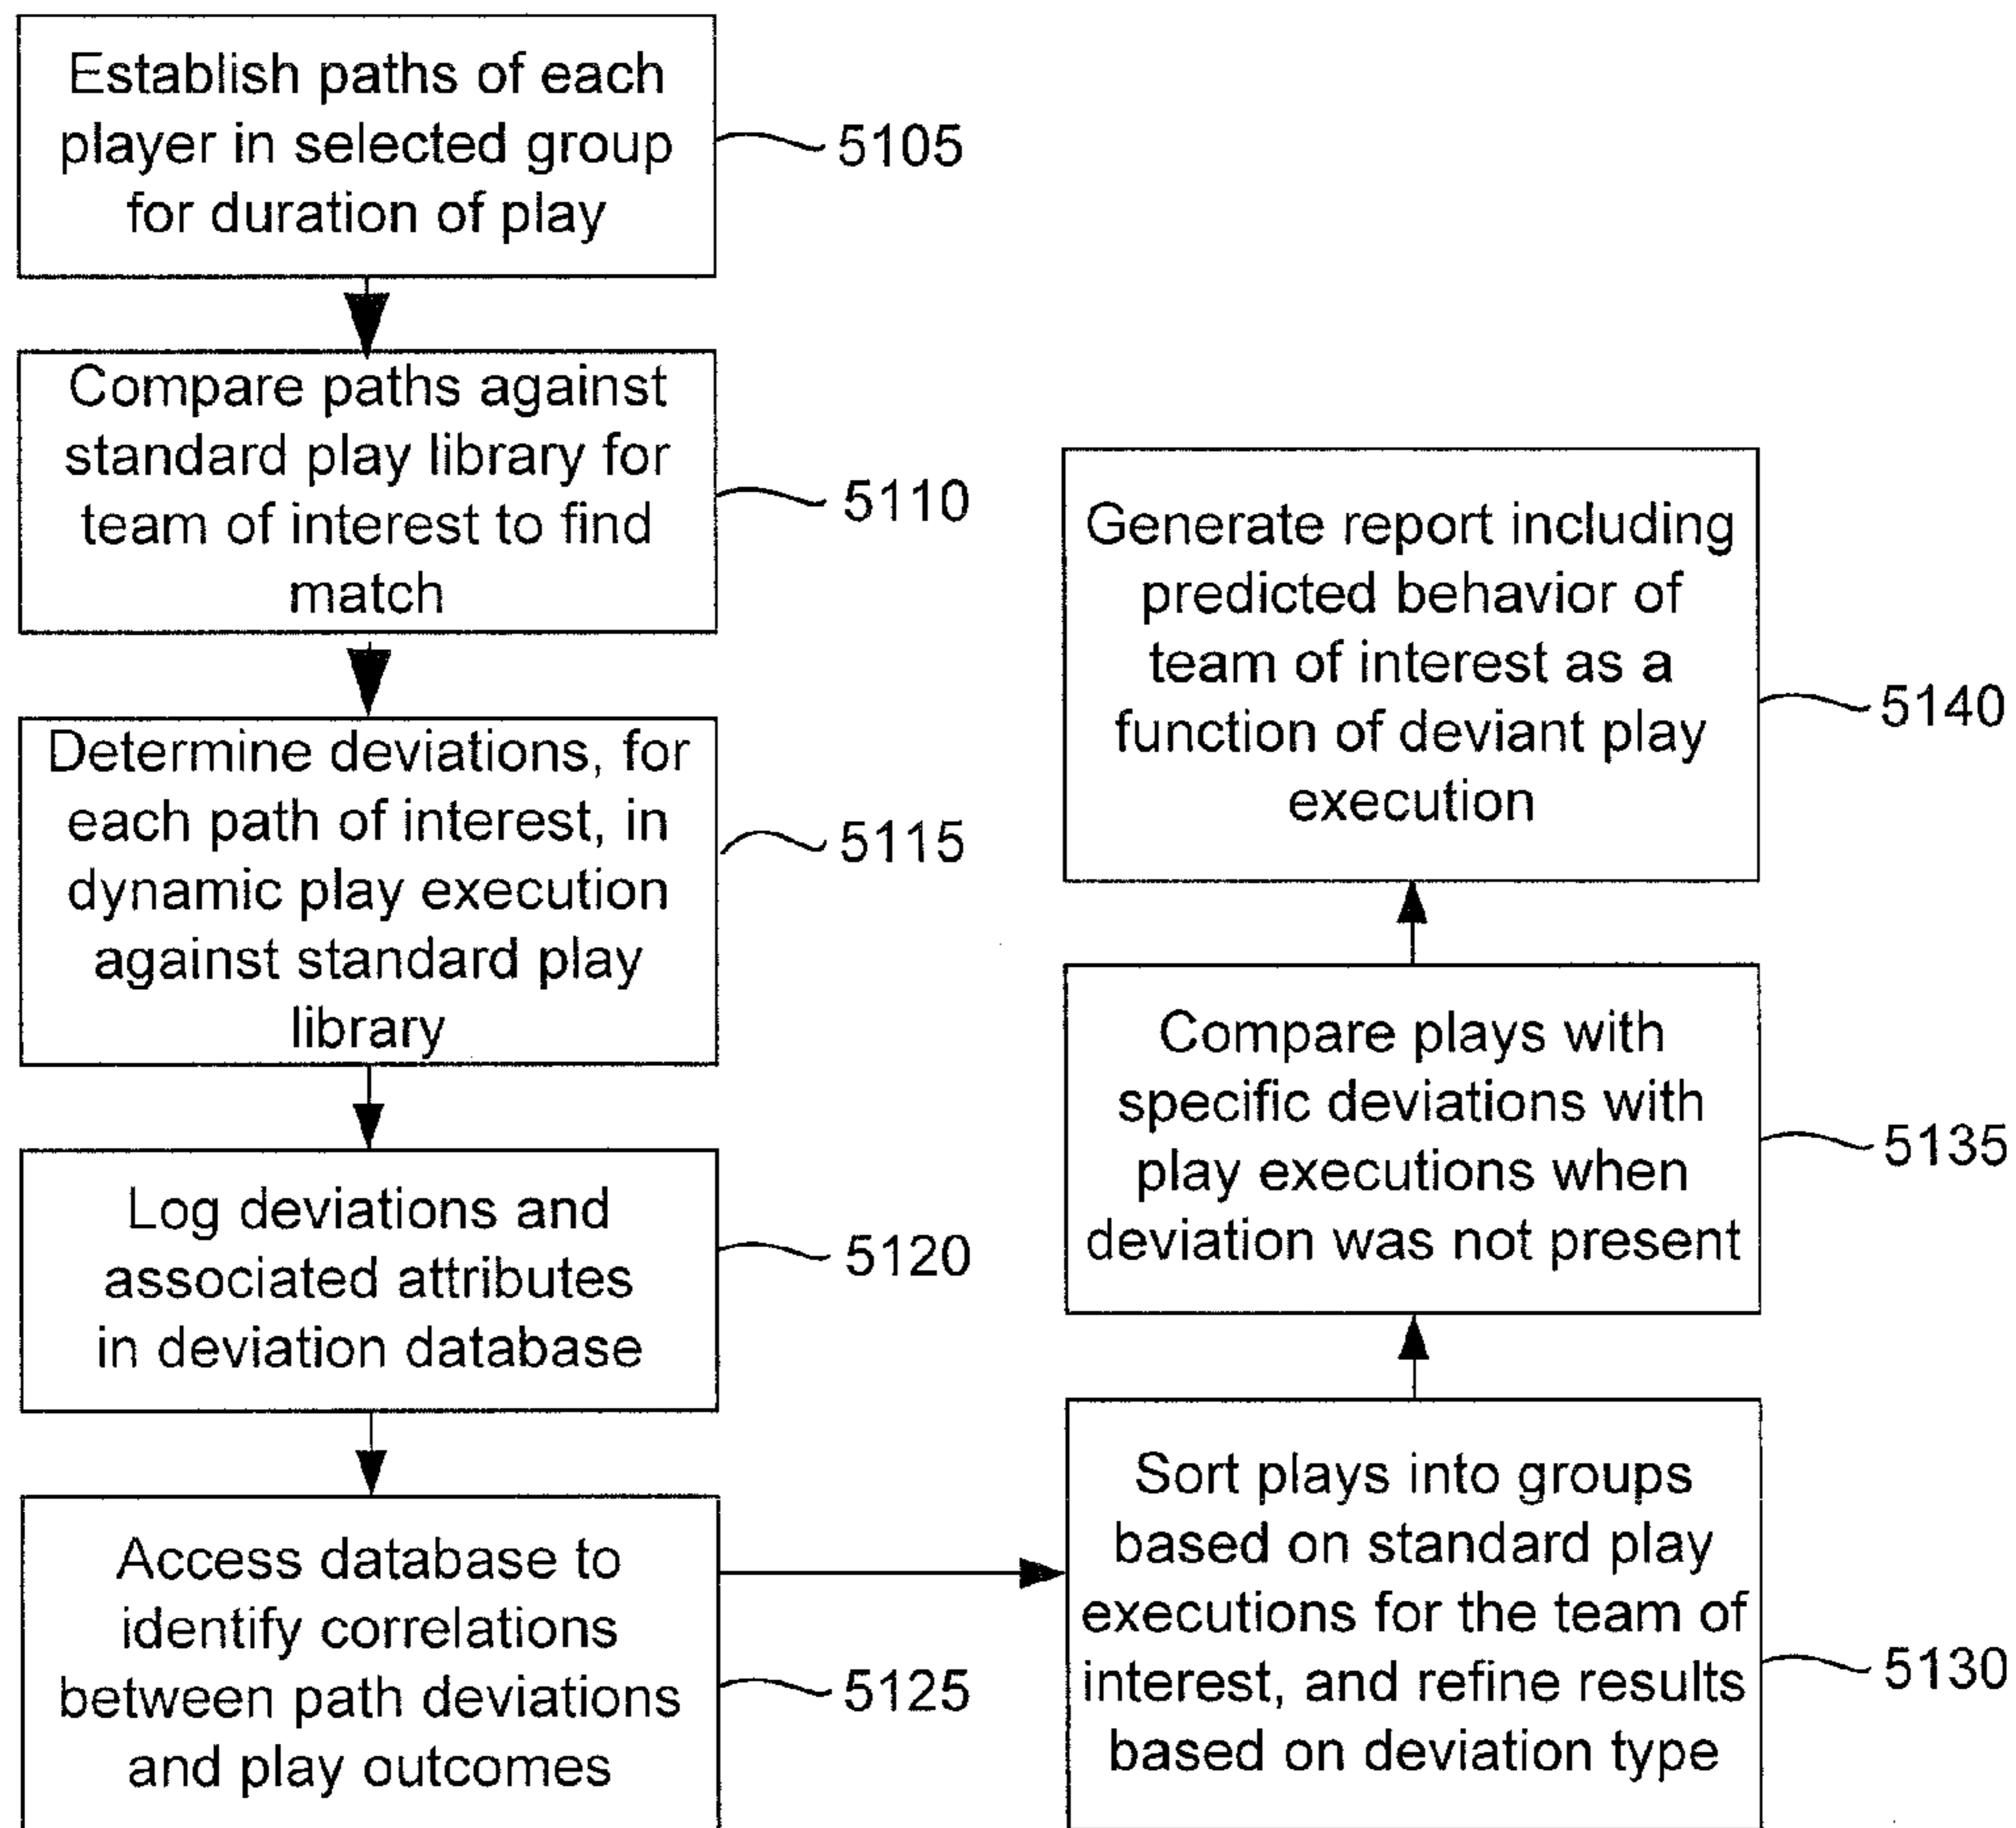 Establish paths of each
player in selected group
for duration of play
5105
Compare paths against
standard play library for
team of interest to find
match
5110
Determine deviations, for
each path of interest, in
dynamic play execution
against standard play
library
5115
Log deviations and
associated attributes
in deviation database
5120
Access database to
identify correlations
between path deviations
and play outcomes
5125
Sort plays into groups
based on standard play
executions for the team of
interest, and refine results
based on deviation type
5130
Compare plays with
specific deviations with
play executions when
deviation was not present
5135
Generate report including
predicted behavior of
team of interest as a
function of deviant play
execution
5140